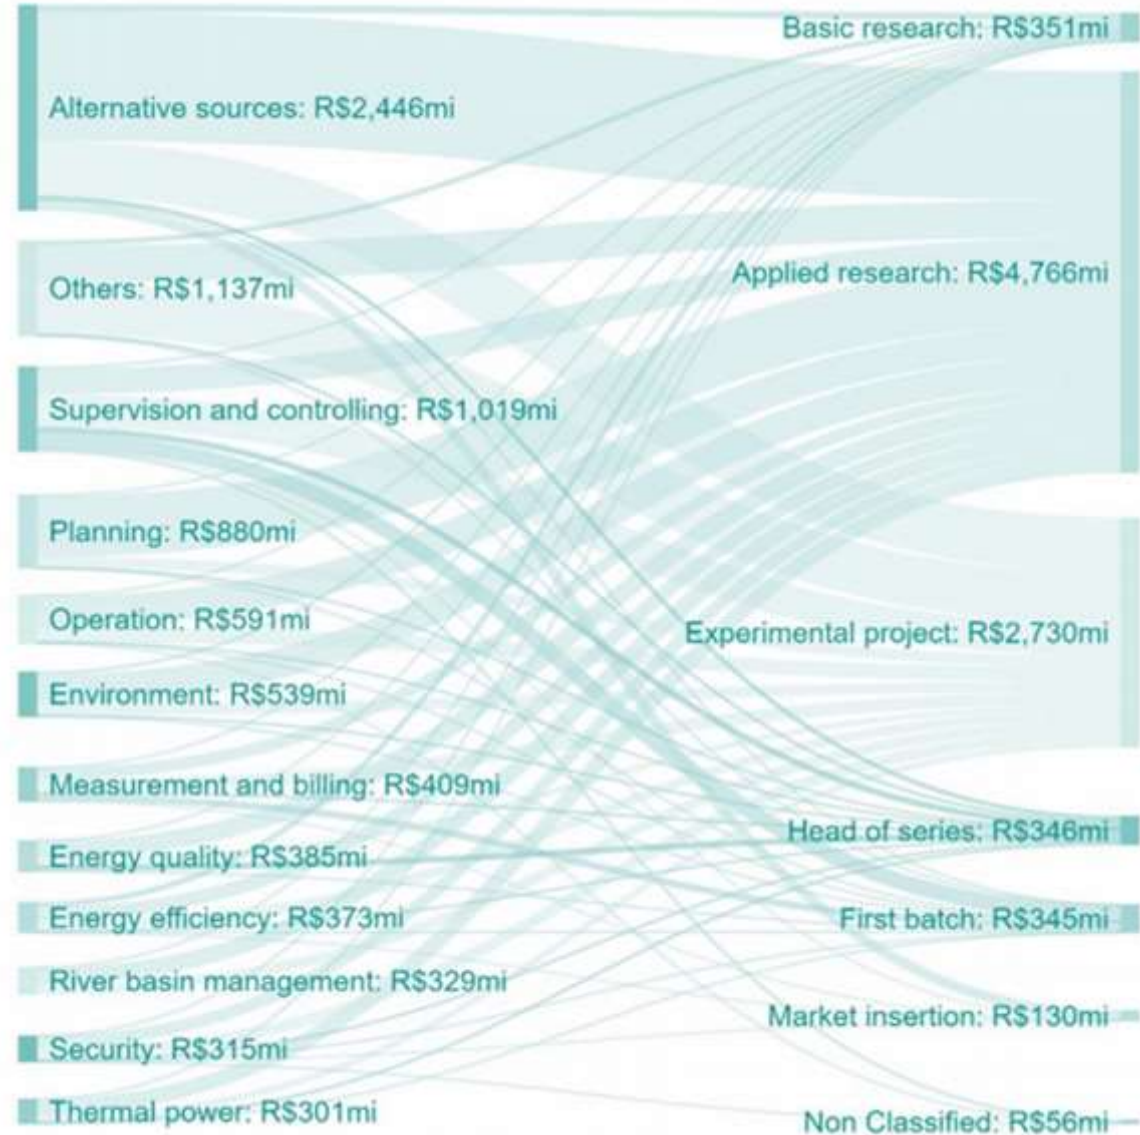 Basic research: R$351mi
Alternative sources: R$2,446mi
Applied research: R$4,766mi
Others: R$1,137mi
Supervision and controlling: R$1,019mi
Planning: R$880mi
Operation: R$591mi
Experimental project: R$2,730mi
Environment: R$539mi
Measurement and billing: R$409mi
Head of series: R$346mi
Energy quality: R$385mi
Energy efficiency: R$373mi
First batch: R$345mi
River basin management: R$329mi
Market insertion: R$130mi
Security: R$315mi
Thermal power: R$301mi
Non Classified: R$56mi